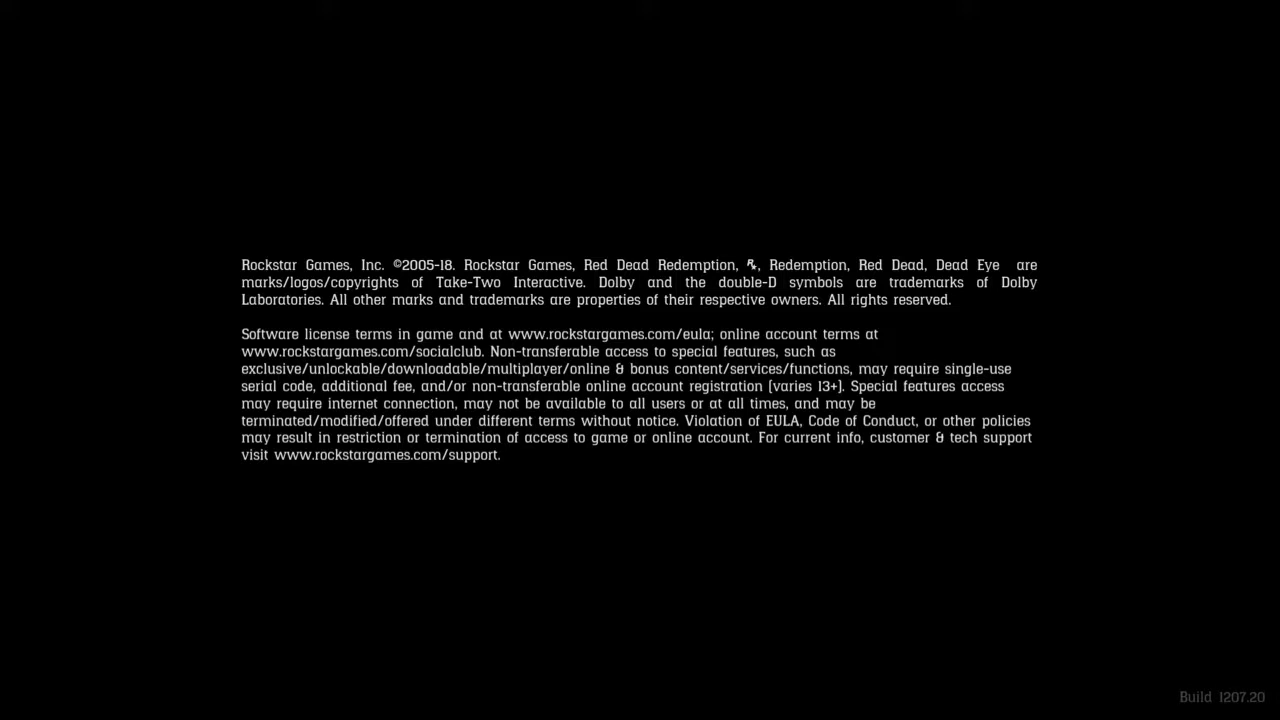 Rockstar Games, Inc. ©2005-18. Rockstar Games, Red Dead Redemption, R*, Redemption, Red Dead, Dead Eye are
marks/logos/copyrights of Take-Two Interactive. Dolby and the double-D symbols are trademarks of Dolby
Laboratories. All other marks and trademarks are properties of their respective owners. All rights reserved.
Software license terms in game and at www.rockstargames.com/eula; online account terms at
www.rockstargames.com/socialclub. Non-transferable access to special features, such as
exclusive/unlockable/downloadable/multiplayer/online & bonus content/services/functions, may require single-use
serial code, additional fee, and/or non-transferable online account registration [varies 13+]. Special features access
may require internet connection, may not be available to all users or at all times, and may be
terminated/modified/offered under different terms without notice. Violation of EULA, Code of Conduct, or other policies
may result in restriction or termination of access to game or online account. For current info, customer & tech support
visit www.rockstargames.com/support.
Build 1207.20